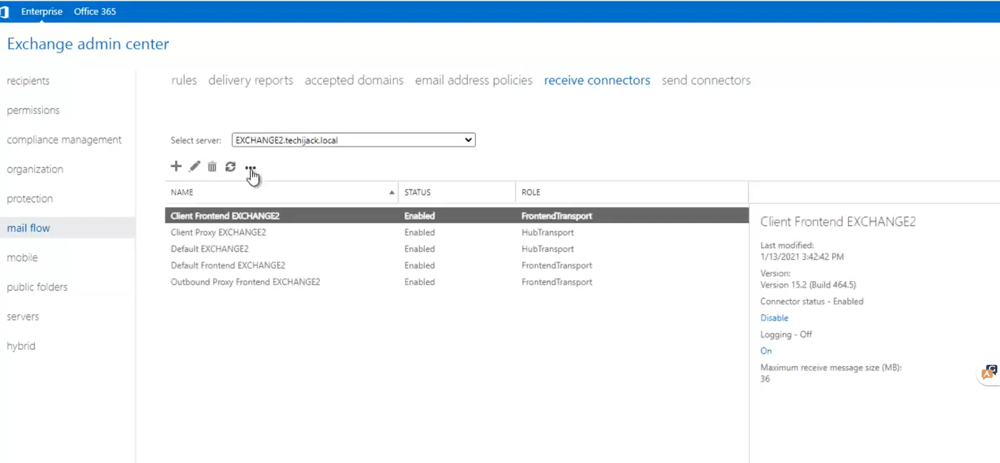 Enterprise Office 365
Exchange admin center
recipients
permissions
compliance management
organization
protection
mail flow
mobile
public folders
servers
hybrid
rules delivery reports accepted domains email address policies receive connectors send connectors
Select server: EXCHANGE2.techijack.local
NAME STATUS ROLE
Client Frontend EXCHANGE2 Enabled FrontendTransport
Client Proxy EXCHANGE2 Enabled HubTransport
Default EXCHANGE2 Enabled HubTransport
Default Frontend EXCHANGE2 Enabled FrontendTransport
Outbound Proxy Frontend EXCHANGE2 Enabled FrontendTransport
Client Frontend EXCHANGE2
Last modified:
1/13/2021 3:42:42 PM
Version:
Version 15.2 (Build 464.5)
Connector status - Enabled
Disable
Logging - Off
On
Maximum receive message size (MB):
36
A G